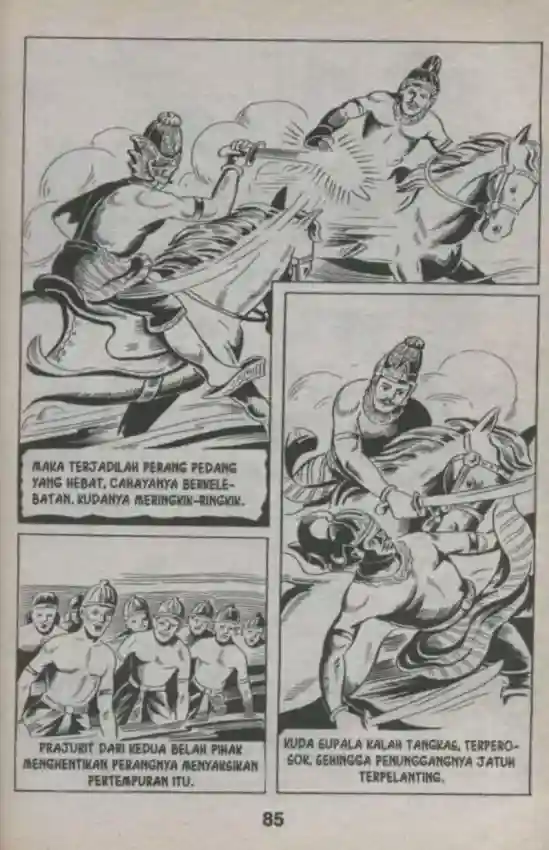 MAKA TERJADILAH PERANG PEDANG
YANG HEBAT, CAHAYANYA BERKELE-
BATAN. KUDANYA MERINGKIK-RINGKIK.
PRAJURIT DARI KEDUA BELAH PIHAK
MENGHENTIKAN PERANGNYA MENYAKSIKAN
PERTEMPURAN ITU.
KUDA SUPALA KALAH TANGKAS, TERPERO-
SOK, SEHINGGA PENUNGGANGNYA JATUH
TERPELANTING.
85